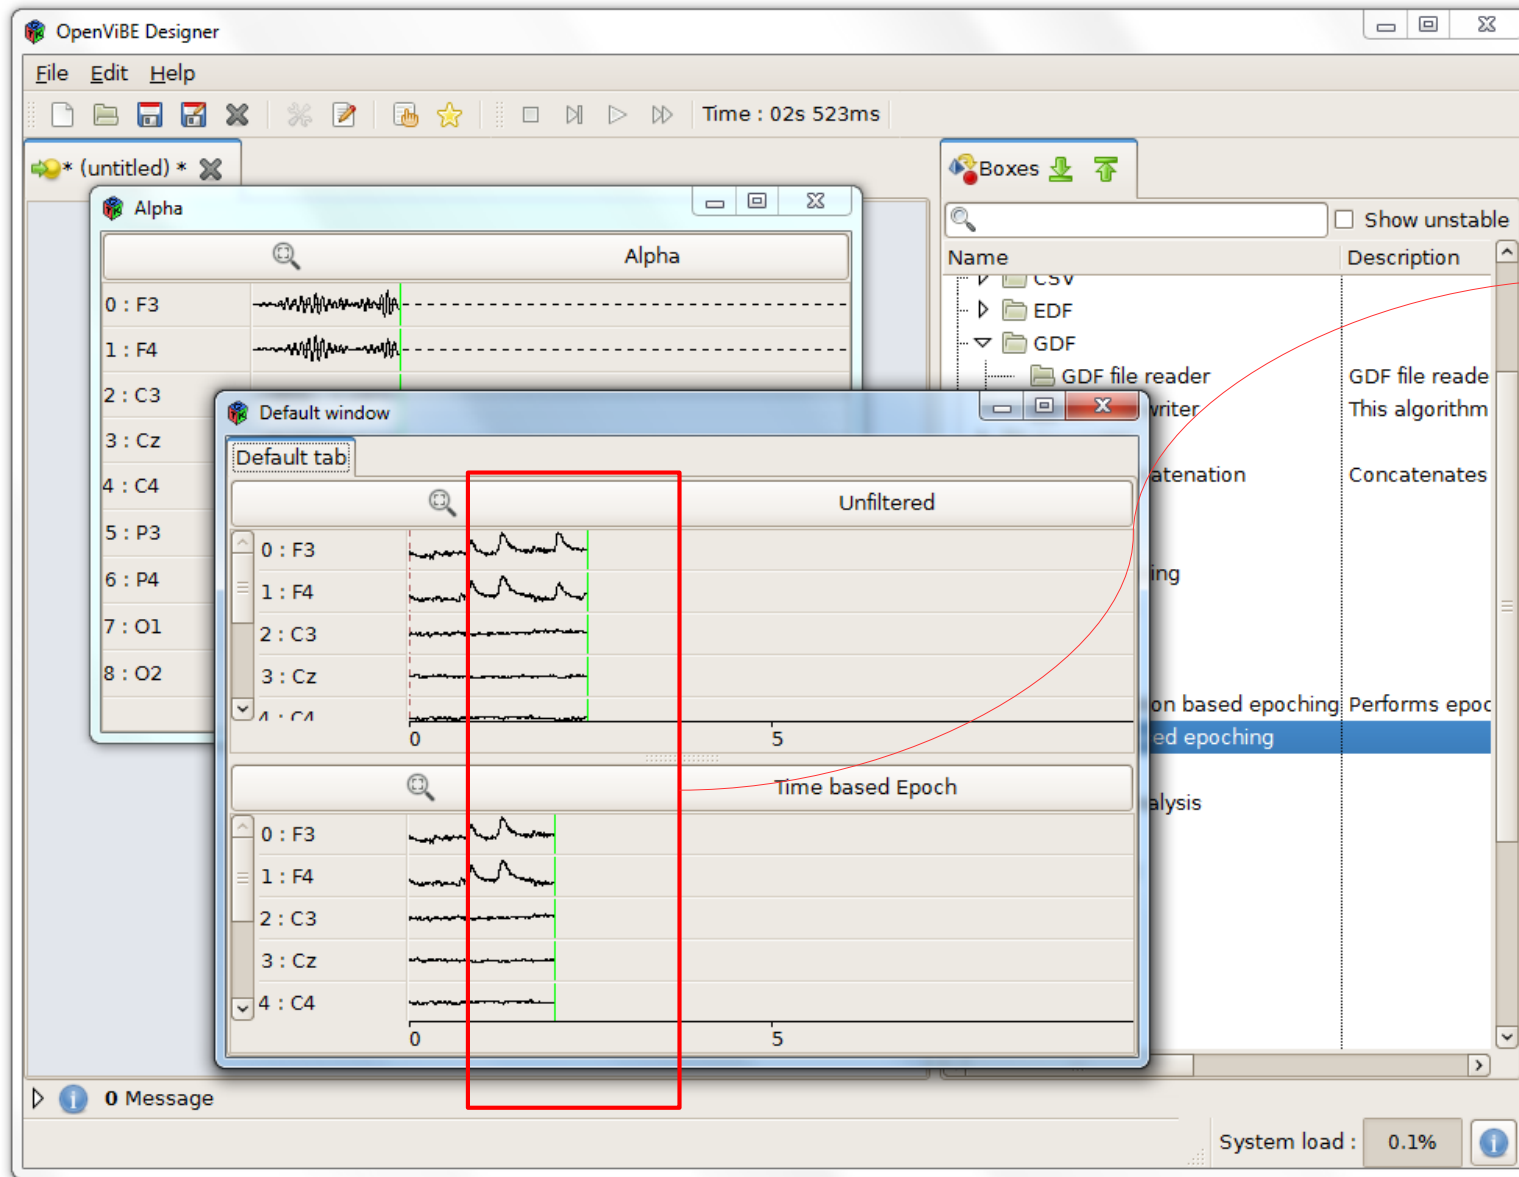 OpenViBE Designer
File Edit Help
Time : 02s 523ms
* (untitled) *
Boxes
Alpha
Show unstable
Alpha
Name Description
0 : F3
CSV
EDF
1 : F4
GDF
GDF file reader GDF file reade
2 : C3
Default window
writer This algorithm
3 : Cz
Default tab
4 : C4
atenation Concatenates
Unfiltered
5 : P3
0 : F3
6 : P4
ing
1 : F4
7 : O1
2 : C3
8 : O2
3 : Cz
4 : C4
on based epoching Performs epoc
0 5
ed epoching
Time based Epoch
alysis
0 : F3
1 : F4
2 : C3
3 : Cz
4 : C4
0 5
0 Message
System load : 0.1%